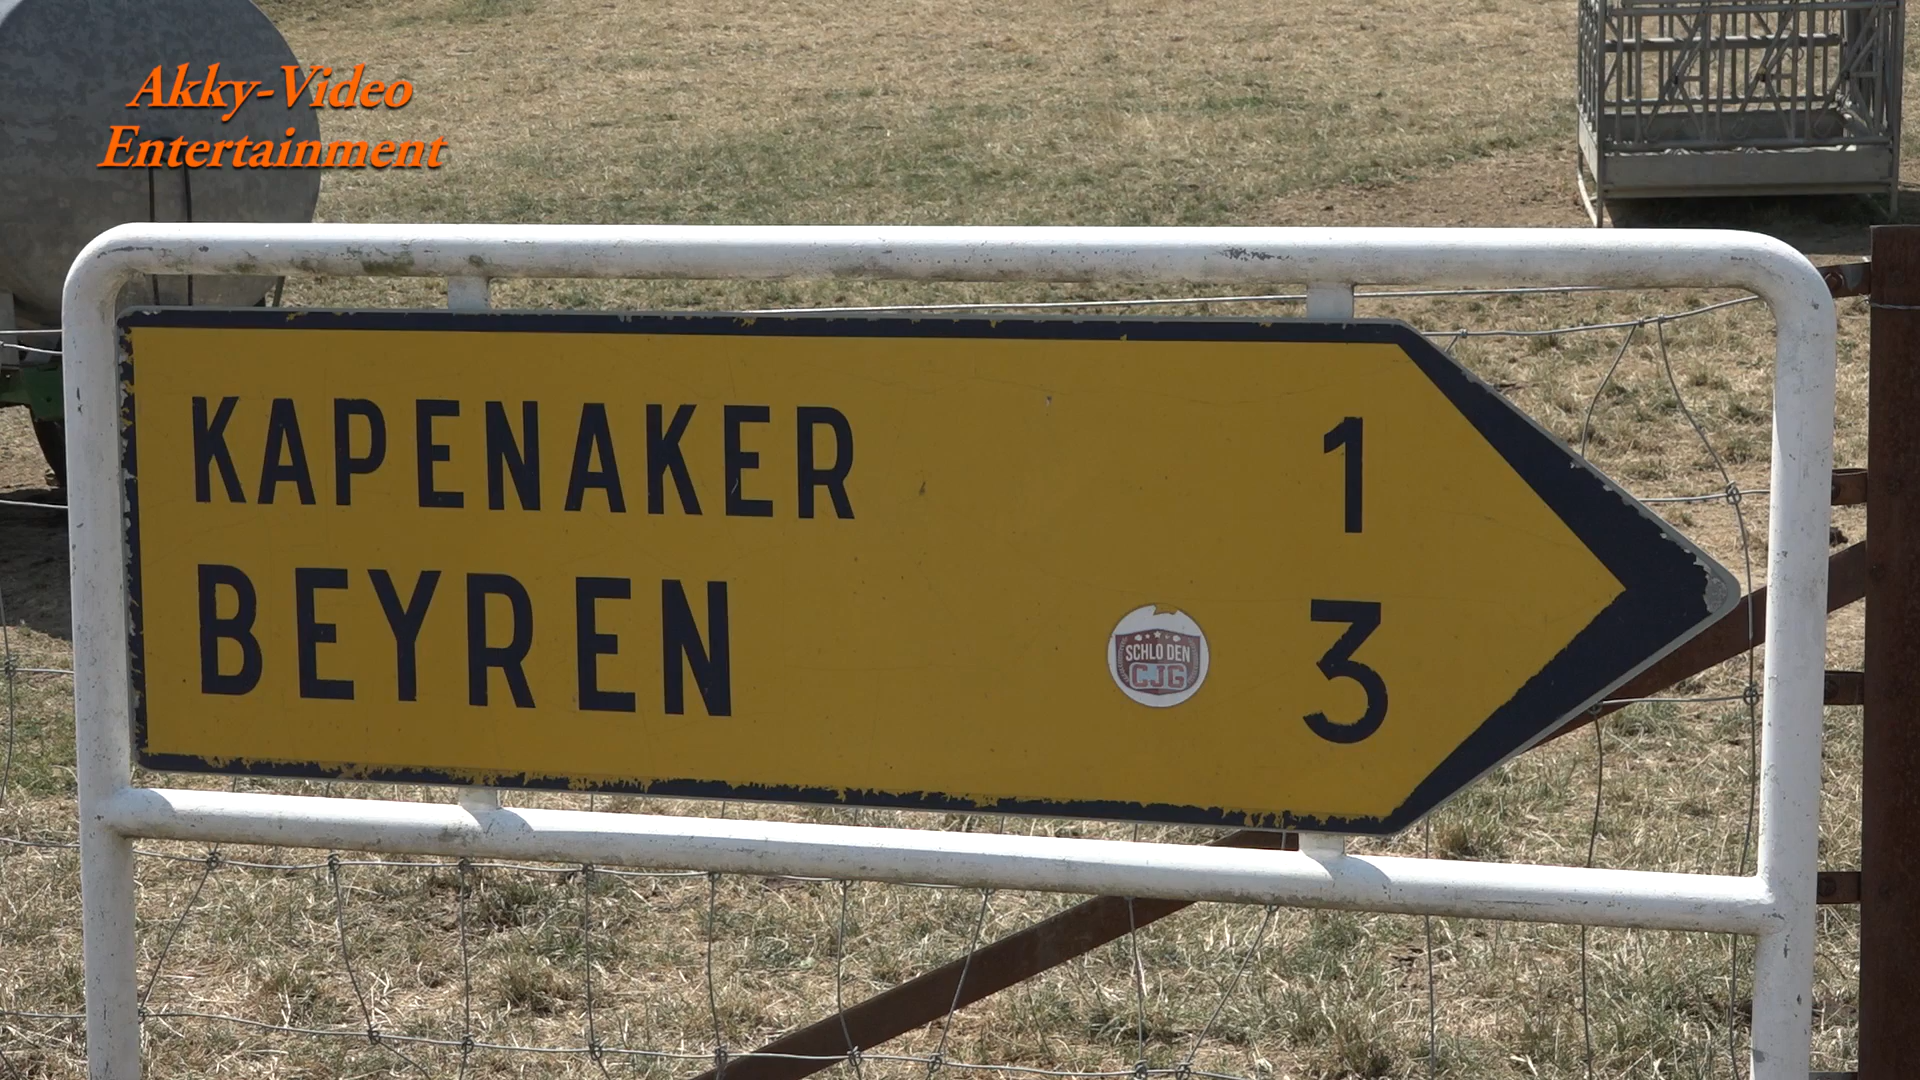 Akky-Video
Entertainment
KAPENAKER 1
BEYREN 3
SCHLO DEN
CJG